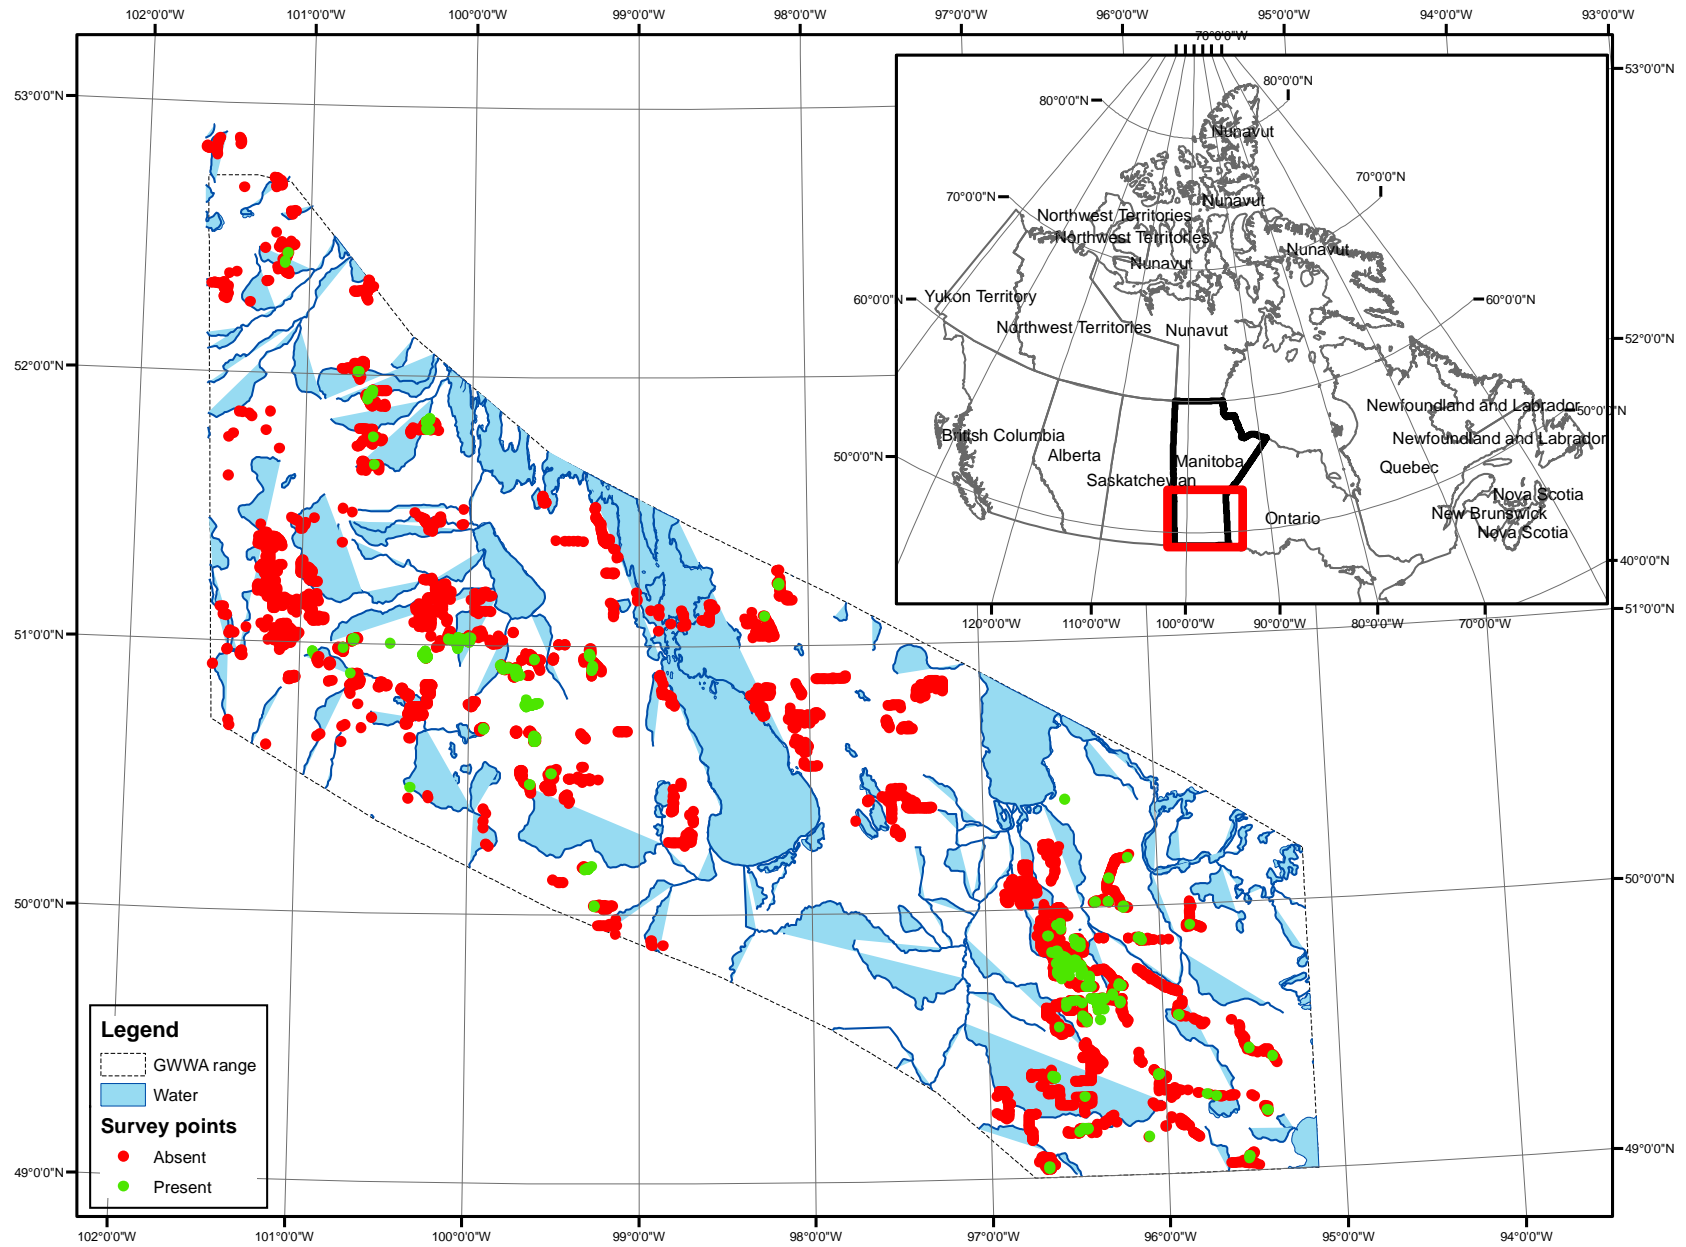 102°0'0"W 101°0'0"W 100°0'0"W 99°0'0"W 98°0'0"W 97°0'0"W 96°0'0"W 95°0'0"W 94°0'0"W 93°0'0"W
70°0'0"W
53°0'0"N
53°0'0"N
80°0'0"N
80°0'0"N
Nunavut
70°0'0"N
70°0'0"N
Nunavut
Northwest Territories
Northwest Territories
Nunavut
Nunavut
60°0'0"N
Yukon Territory
60°0'0"N
Northwest Territories
Nunavut
52°0'0"N
52°0'0"N
Newfoundland and Labrador
50°0'0"N
British Columbia
Newfoundland and Labrador
50°0'0"N
Alberta
Manitoba
Quebec
Saskatchewan
Nova Scotia
New Brunswick
Ontario
Nova Scotia
40°0'0"N
51°0'0"N
120°0'0"W 110°0'0"W 100°0'0"W 90°0'0"W 80°0'0"W 70°0'0"W
51°0'0"N
50°0'0"N
50°0'0"N
Legend
GWWA range
Water
Survey points
Absent
Present
49°0'0"N
49°0'0"N
102°0'0"W 101°0'0"W 100°0'0"W 99°0'0"W 98°0'0"W 97°0'0"W 96°0'0"W 95°0'0"W 94°0'0"W